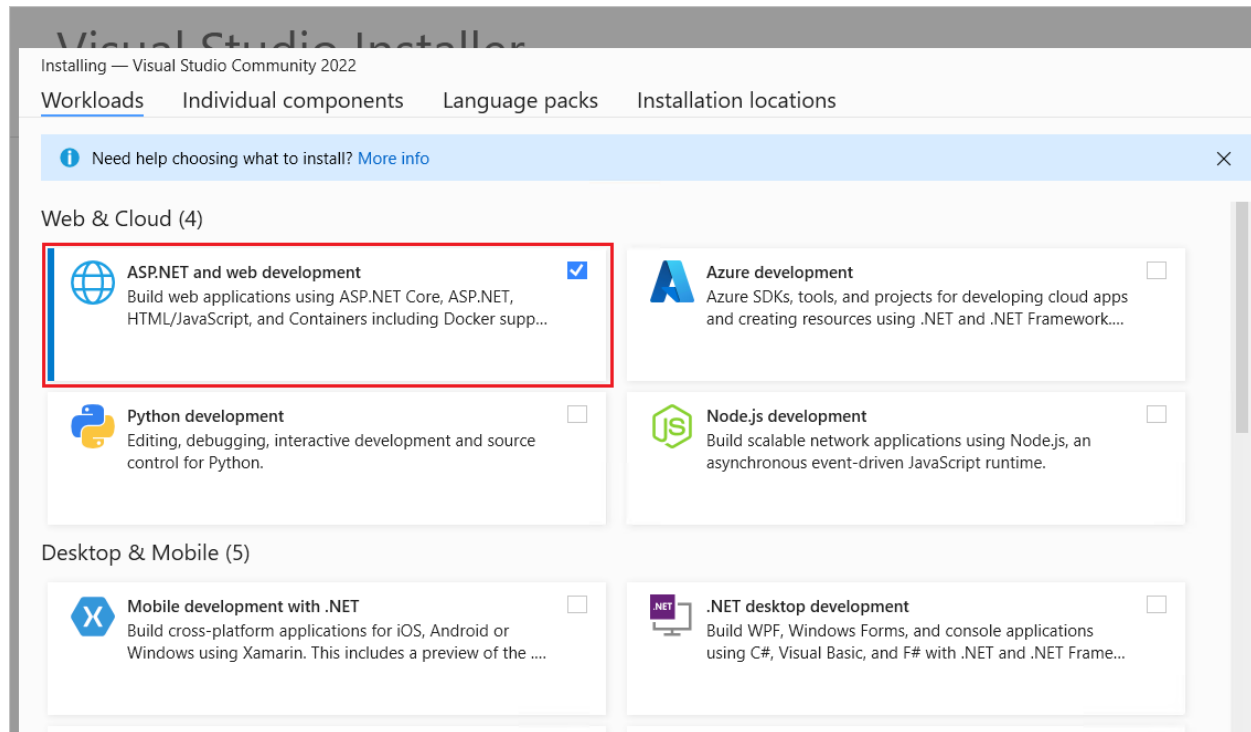 Visual Studio Installer
Installing — Visual Studio Community 2022
Workloads Individual components Language packs Installation locations
Need help choosing what to install? More info
Web & Cloud (4)
ASP.NET and web development
Build web applications using ASP.NET Core, ASP.NET,
HTML/JavaScript, and Containers including Docker supp...
Azure development
Azure SDKs, tools, and projects for developing cloud apps
and creating resources using .NET and .NET Framework....
Python development
Editing, debugging, interactive development and source
control for Python.
JS
Node.js development
Build scalable network applications using Node.js, an
asynchronous event-driven JavaScript runtime.
Desktop & Mobile (5)
Mobile development with .NET
Build cross-platform applications for iOS, Android or
Windows using Xamarin. This includes a preview of the ....
.NET
.NET desktop development
Build WPF, Windows Forms, and console applications
using C#, Visual Basic, and F# with .NET and .NET Frame...